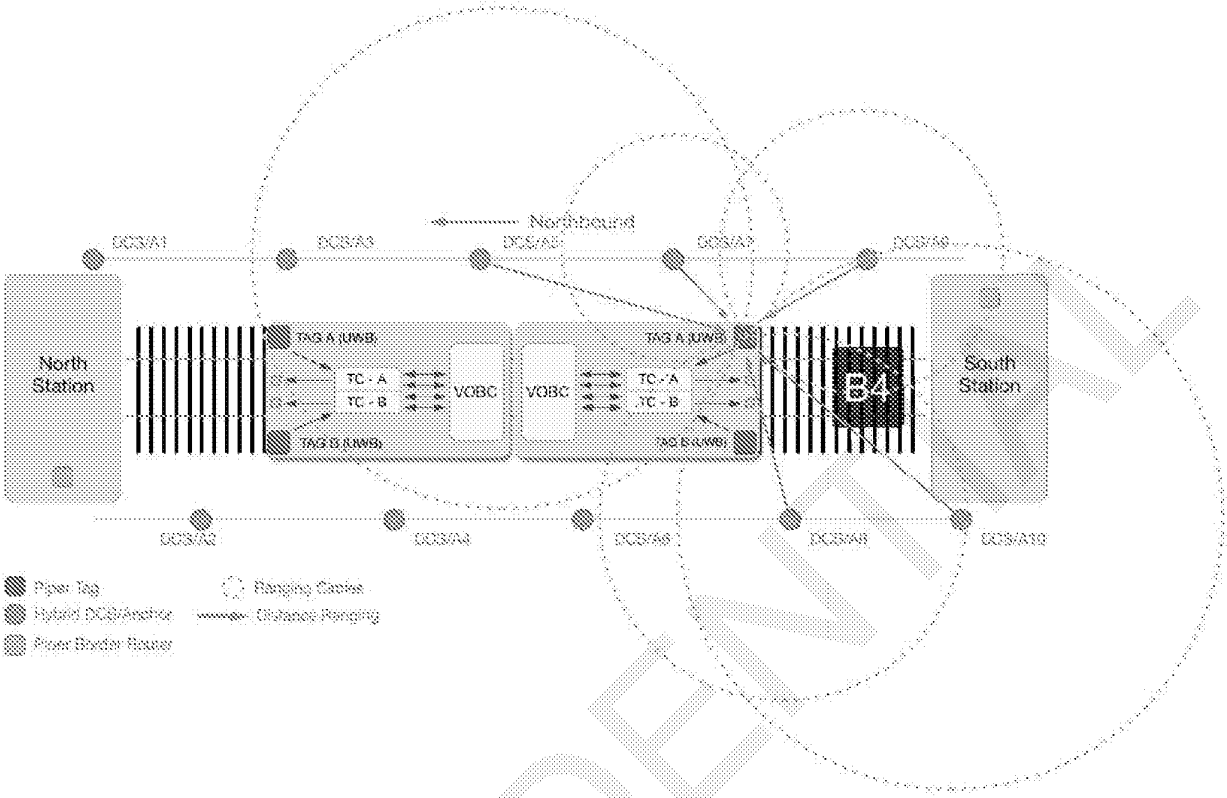 Northbound
DCS/A1
DCS/A3
DCS/A5
DCS/A7
DCS/A9
North
Station
TAG A (UWB)
TC - A
TC - B
VOBC
TAG B (UWB)
VOBC
TAG A (UWB)
TC - A
TC - B
TAG B (UWB)
B4
South
Station
DCS/A2
DCS/A4
DCS/A6
DCS/A8
DCS/A10
Piper Tag
Hybrid DCS/Anchor
Piper Border Router
Distance Ranging